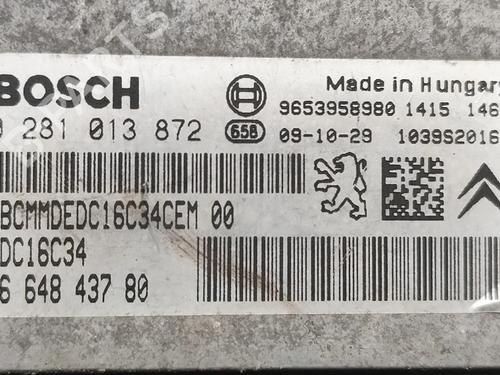 BOSCH
Made in Hungary
9653958980 1415 146
0 281 013 872
658
09-10-29 1039S2016
BCMMDEDC16C34CEM 00
DC16C34
6 648 437 80